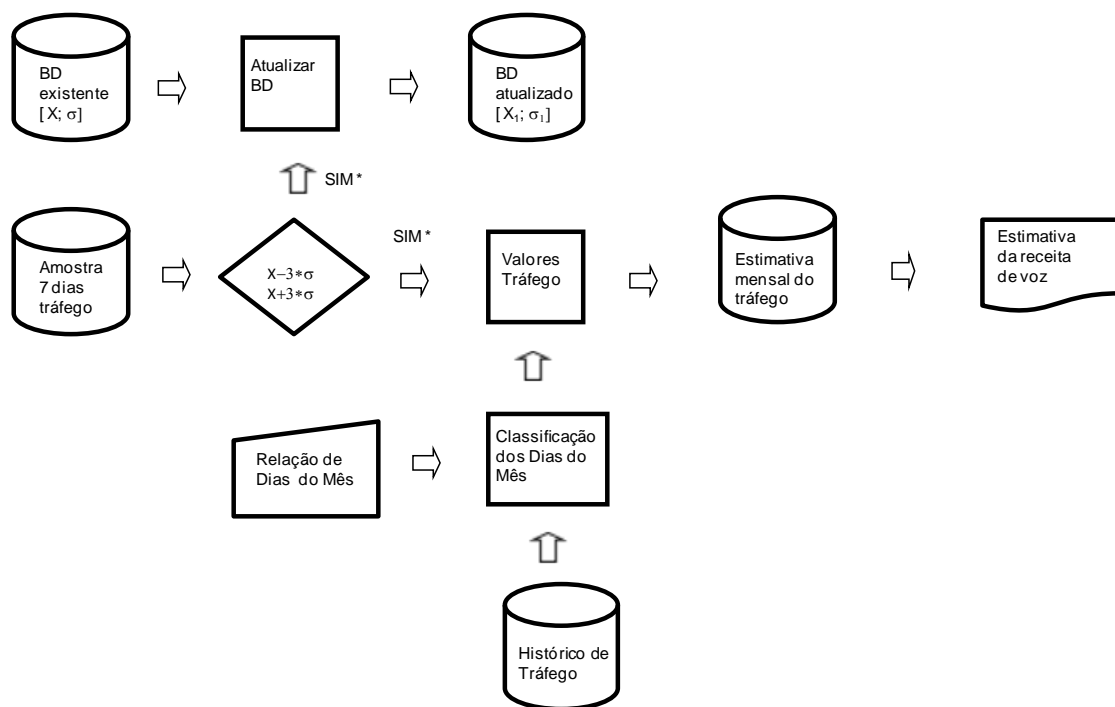 BD
existente
[ X; σ]
Atualizar
BD
BD
atualizado
[ X₁; σ₁]
SIM *
SIM *
Amostra
7 dias
tráfego
X−3*σ
X+3*σ
Valores
Tráfego
Estimativa
mensal do
tráfego
Estimativa
da receita
de voz
Relação de
Dias do Mês
Classificação
dos Dias do
Mês
Histórico de
Tráfego